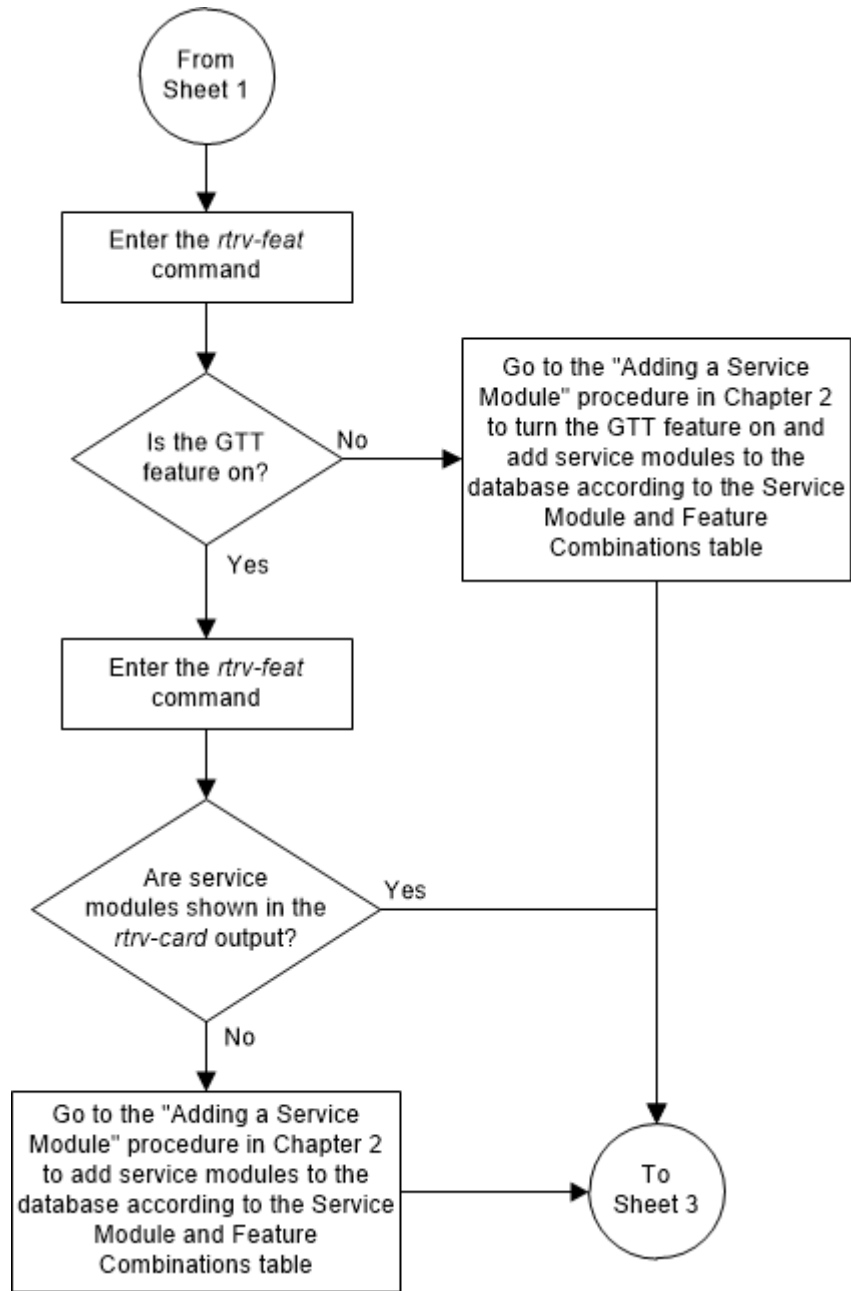 From
Sheet 1
Enter the rtrv-feat
command
Is the GTT
feature on?
No
Go to the "Adding a Service
Module" procedure in Chapter 2
to turn the GTT feature on and
add service modules to the
database according to the Service
Module and Feature
Combinations table
Yes
Enter the rtrv-feat
command
Are service
modules shown in the
rtrv-card output?
Yes
No
Go to the "Adding a Service
Module" procedure in Chapter 2
to add service modules to the
database according to the Service
Module and Feature
Combinations table
To
Sheet 3